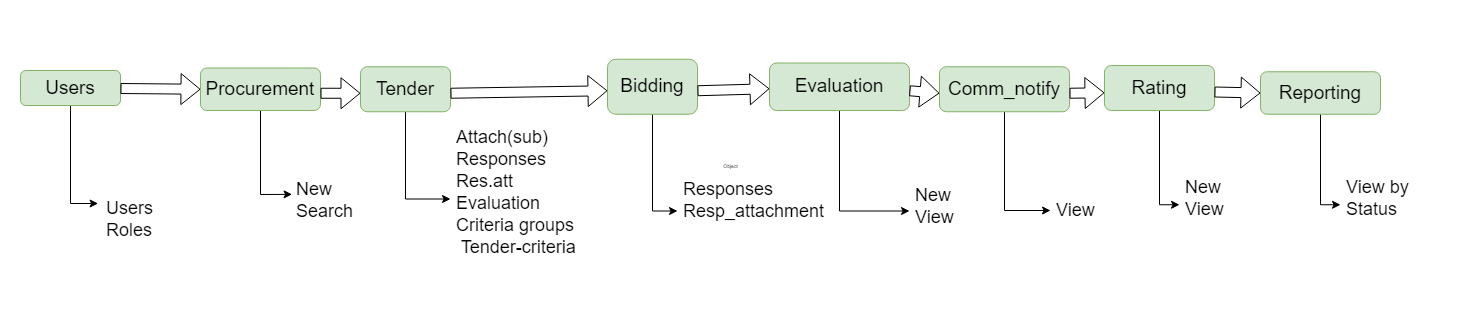 Users
Procurement
Tender
Bidding
Evaluation
Comm_notify
Rating
Reporting
Users
Roles
New
Search
Attach(sub)
Responses
Res.att
Evaluation
Criteria groups
Tender-criteria
Object
Responses
Resp_attachment
New
View
View
New
View
View by
Status